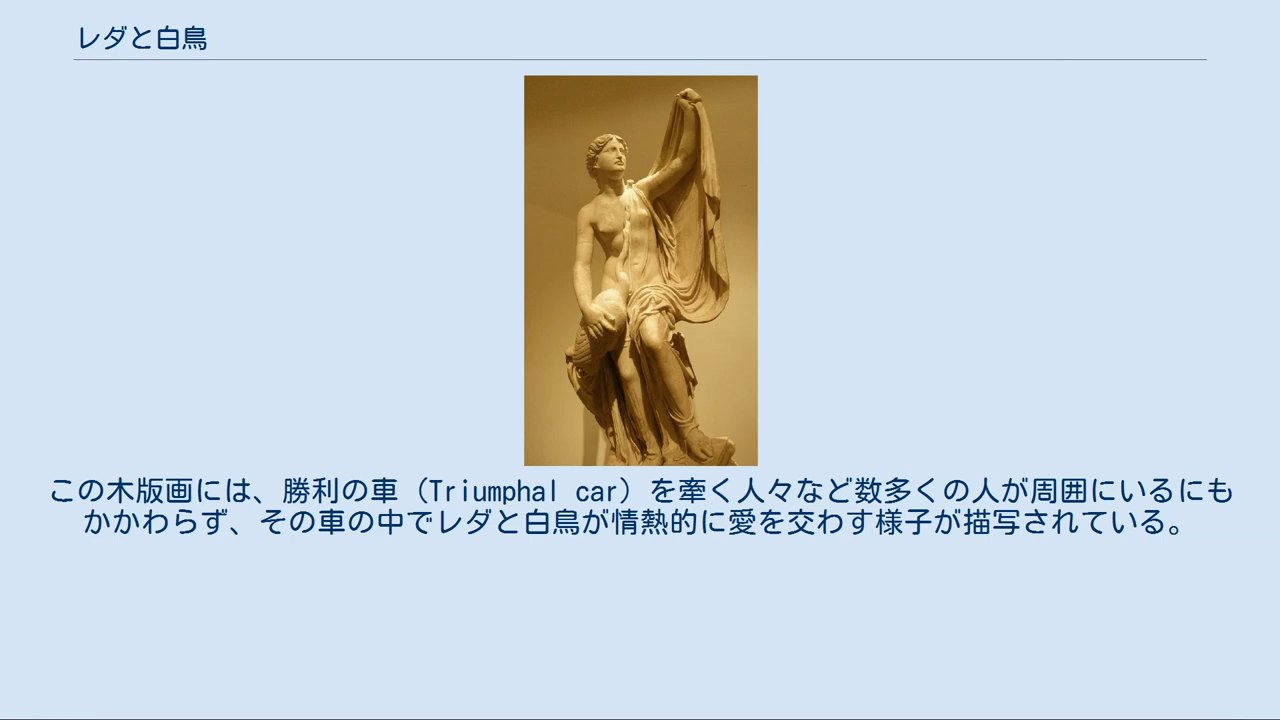 レダと白鳥
この木版画には、勝利の車（Triumphal car）を牽く人々など数多くの人が周囲にいるにも
かかわらず、その車の中でレダと白鳥が情熱的に愛を交わす様子が描写されている。